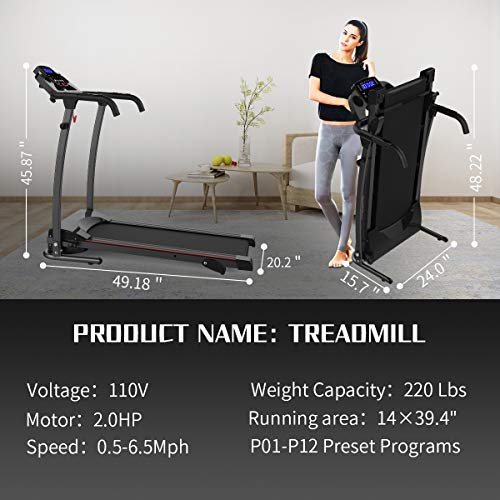 45.87"
49.18"
20.2"
15.7"
24.0"
48.22"
PRODUCT NAME: TREADMILL
Voltage: 110V
Motor: 2.0HP
Speed: 0.5-6.5Mph
Weight Capacity: 220 Lbs
Running area: 14×39.4"
P01-P12 Preset Programs